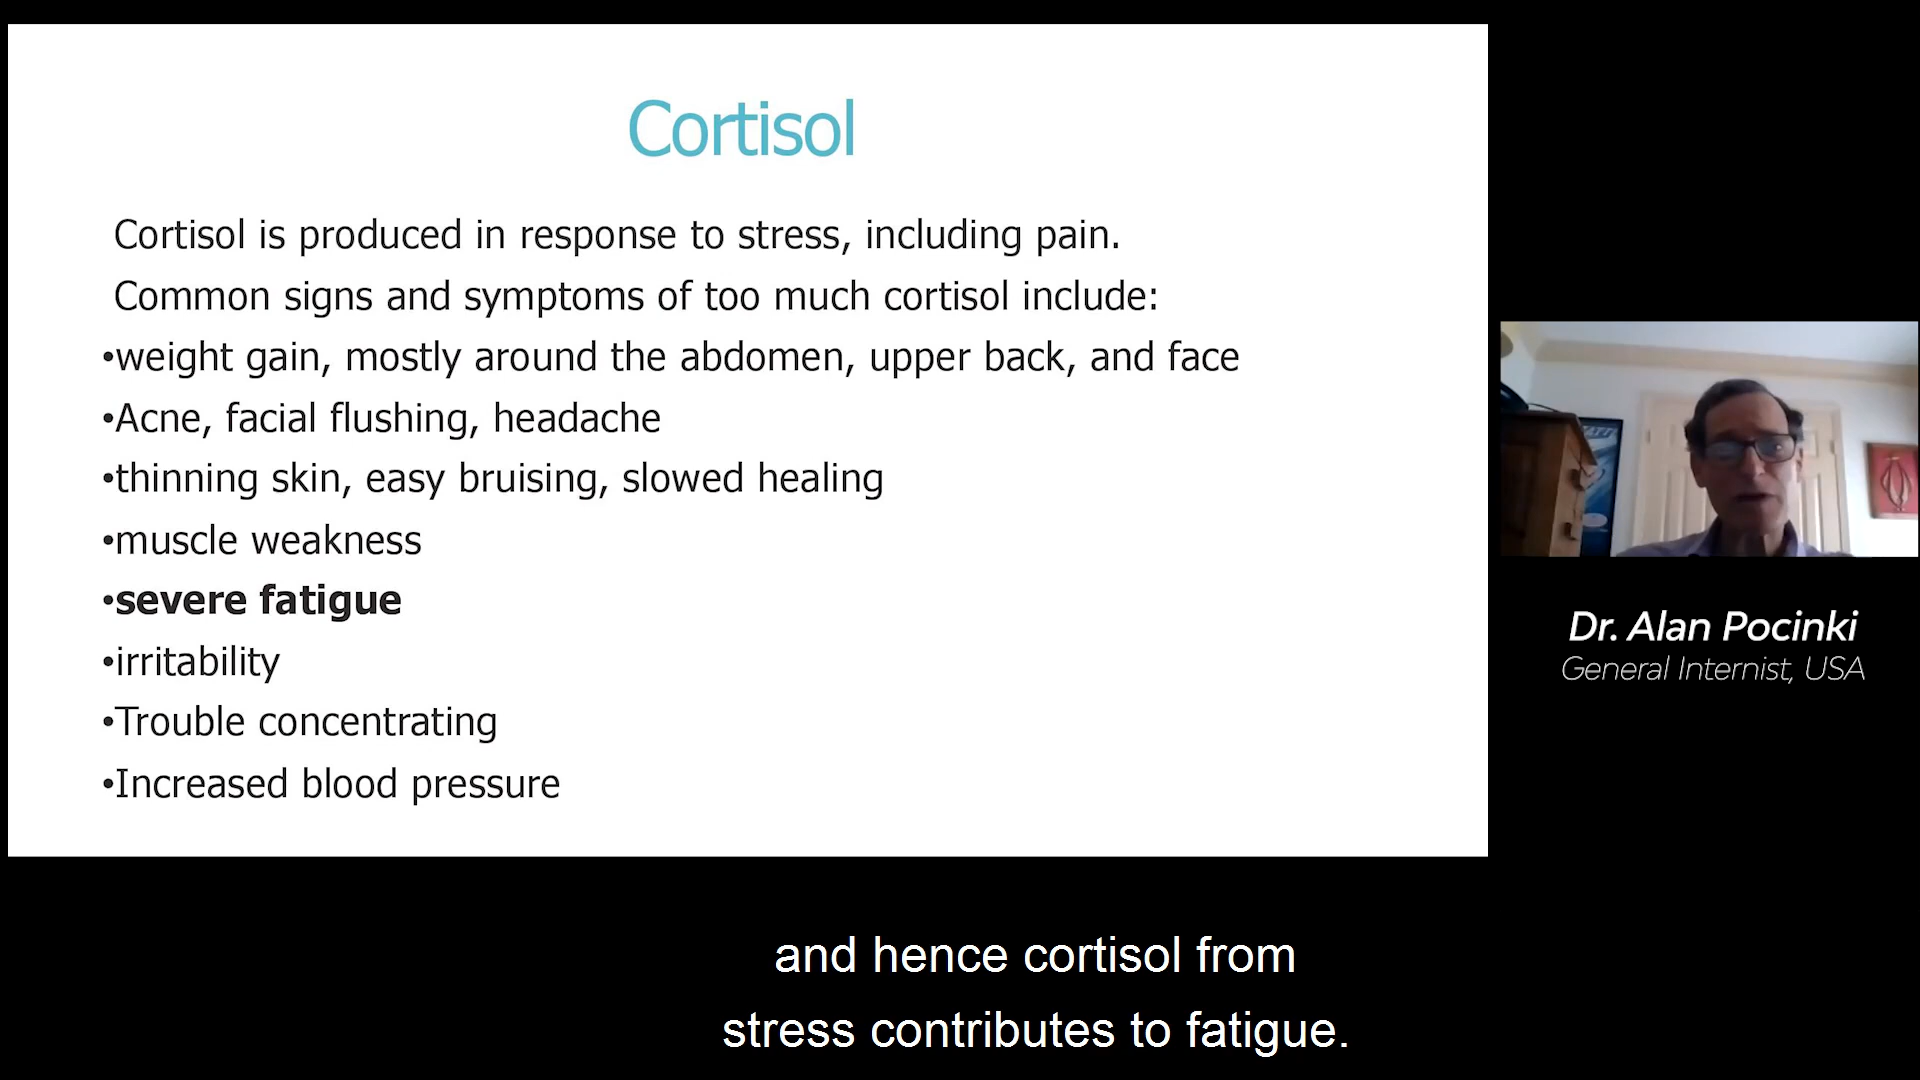 Cortisol
Cortisol is produced in response to stress, including pain.
Common signs and symptoms of too much cortisol include:
•weight gain, mostly around the abdomen, upper back, and face
•Acne, facial flushing, headache
•thinning skin, easy bruising, slowed healing
•muscle weakness
•severe fatigue
•irritability
•Trouble concentrating
•Increased blood pressure
Dr. Alan Pocinki
General Internist, USA
and hence cortisol from
stress contributes to fatigue.